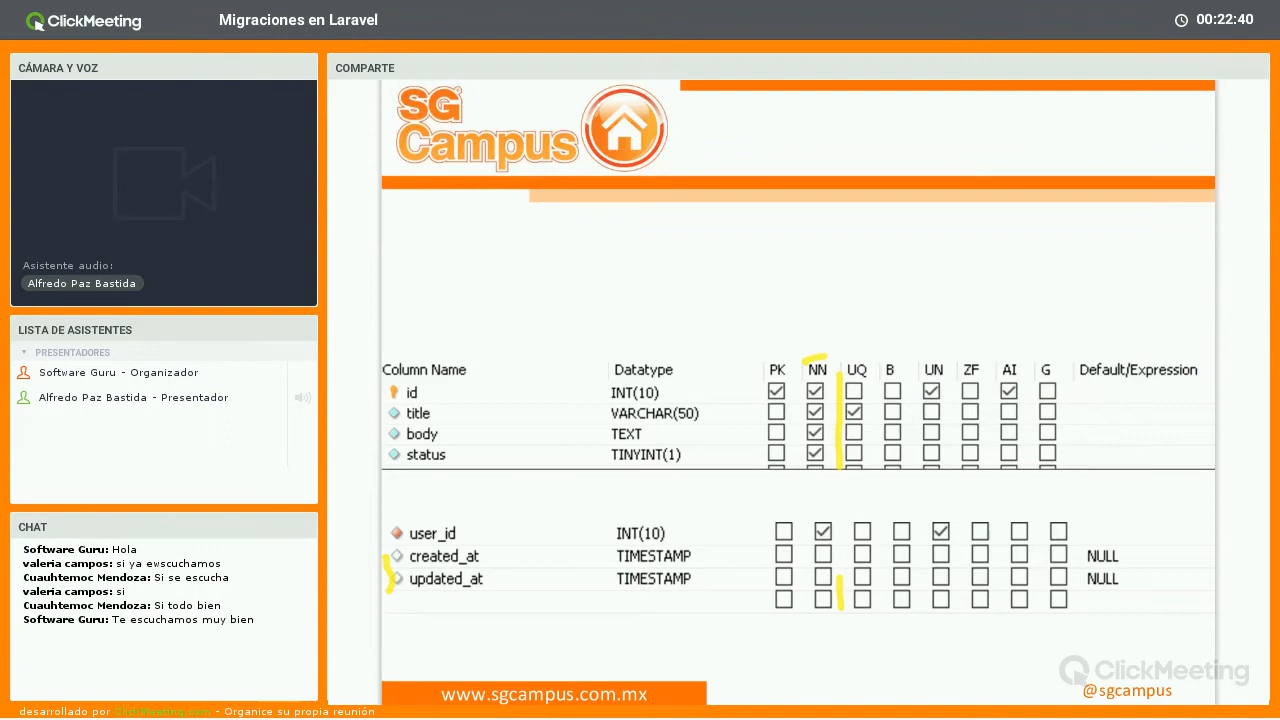 ClickMeeting
Migraciones en Laravel
00:22:40
CÁMARA Y VOZ
Asistente audio:
Alfredo Paz Bastida
LISTA DE ASISTENTES
PRESENTADORES
Software Guru - Organizador
Alfredo Paz Bastida - Presentador
CHAT
Software Guru: Hola
valeria campos: si ya ewscuchamos
Cuauhtemoc Mendoza: Si se escucha
valeria campos: si
Cuauhtemoc Mendoza: Si todo bien
Software Guru: Te escuchamos muy bien
COMPARTE
SG
Campus
Column Name Datatype PK NN UQ B UN ZF AI G Default/Expression
id INT(10)
title VARCHAR(50)
body TEXT
status TINYINT(1)
user_id INT(10)
created_at TIMESTAMP NULL
updated_at TIMESTAMP NULL
ClickMeeting
www.sgcampus.com.mx @sgcampus
desarrollado por ClickMeeting.com - Organice su propia reunión